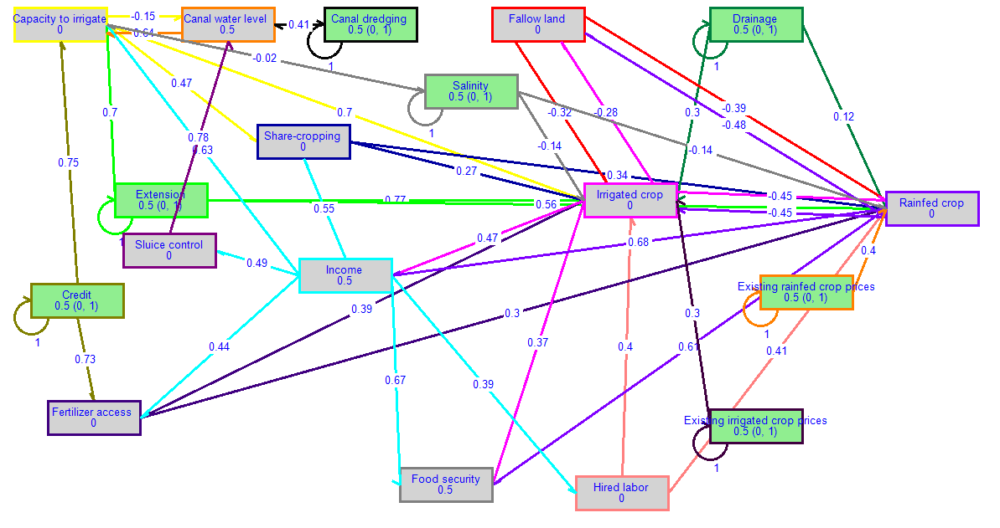 Capacity to irrigate
0
-0.15
0.64
Canal water level
0.5
0.41
Canal dredging
0.5 (0, 1)
1
Fallow land
0
Drainage
0.5 (0, 1)
1
-0.02
0.47
0.7
0.7
Salinity
0.5 (0, 1)
1
-0.32
-0.28
0.3
-0.39
-0.48
0.12
0.78
0.63
Share-cropping
0
-0.14
-0.14
0.75
0.27
0.34
Extension
0.5 (0, 1)
1
0.77
0.55
0.56
Irrigated crop
0
-0.45
-0.45
Rainfed crop
0
Sluice control
0
0.49
0.47
0.68
0.4
Income
0.5
Credit
0.5 (0, 1)
1
0.39
0.3
0.3
Existing rainfed crop prices
0.5 (0, 1)
1
0.73
0.44
0.37
0.4
0.61
0.41
0.67
0.39
Fertilizer access
0
Existing irrigated crop prices
0.5 (0, 1)
1
Food security
0.5
Hired labor
0